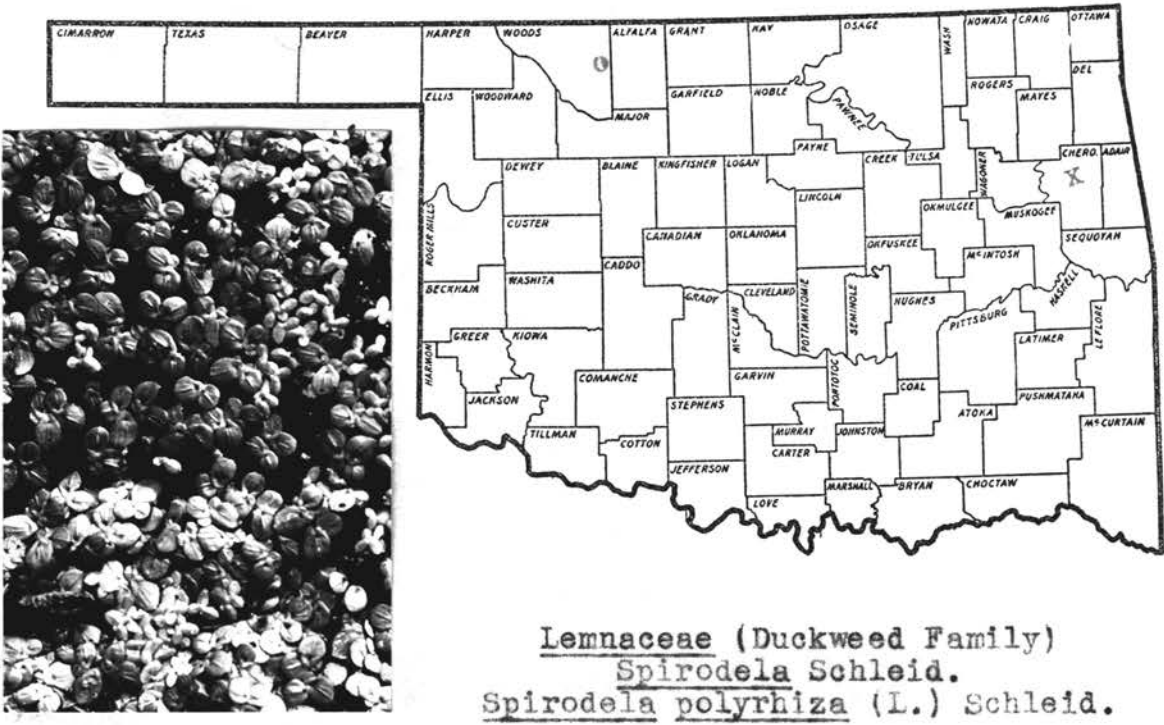 CIMARRON TEXAS BEAVER HARPER WOODS ALFALFA GRANT KAY OSAGE WASH NOWATA CRAIG OTTAWA
O
ELLIS WOODWARD MAJOR GARFIELD NOBLE PAWNEE ROGERS MAYES DEL
DEWEY BLAINE KINGFISHER LOGAN PAYNE CREEK TULSA WAGONER CHERO. ADAIR
X
ROGER MILLS CUSTER CANADIAN OKLAHOMA LINCOLN OKMULGEE MUSKOGEE SEQUOYAH
BECKHAM WASHITA CADDO GRADY McCLAIN CLEVELAND POTTAWATOMIE SEMINOLE OKFUSKEE HUGHES McINTOSH PITTSBURG HASKELL LE FLORE
HARMON GREER KIOWA COMANCHE GARVIN PONTOTOC COAL LATIMER
JACKSON TILLMAN COTTON STEPHENS MURRAY JOHNSTON ATOKA PUSHMATAHA McCURTAIN
JEFFERSON CARTER LOVE MARSHALL BRYAN CHOCTAW
Lemnaceae (Duckweed Family)
Spirodela Schleid.
Spirodela polyrhiza (L.) Schleid.